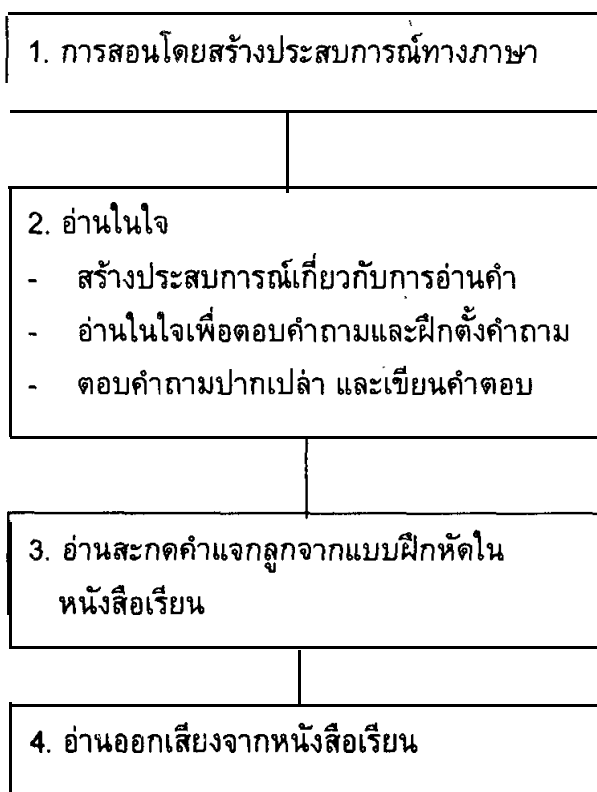 1. การสอนโดยสร้างประสบการณ์ทางภาษา
2. อ่านในใจ
- สร้างประสบการณ์เกี่ยวกับการอ่านคำ
- อ่านในใจเพื่อตอบคำถามและฝึกตั้งคำถาม
- ตอบคำถามปากเปล่า และเขียนคำตอบ
3. อ่านสะกดคำแจกลูกจากแบบฝึกหัดใน
หนังสือเรียน
4. อ่านออกเสียงจากหนังสือเรียน